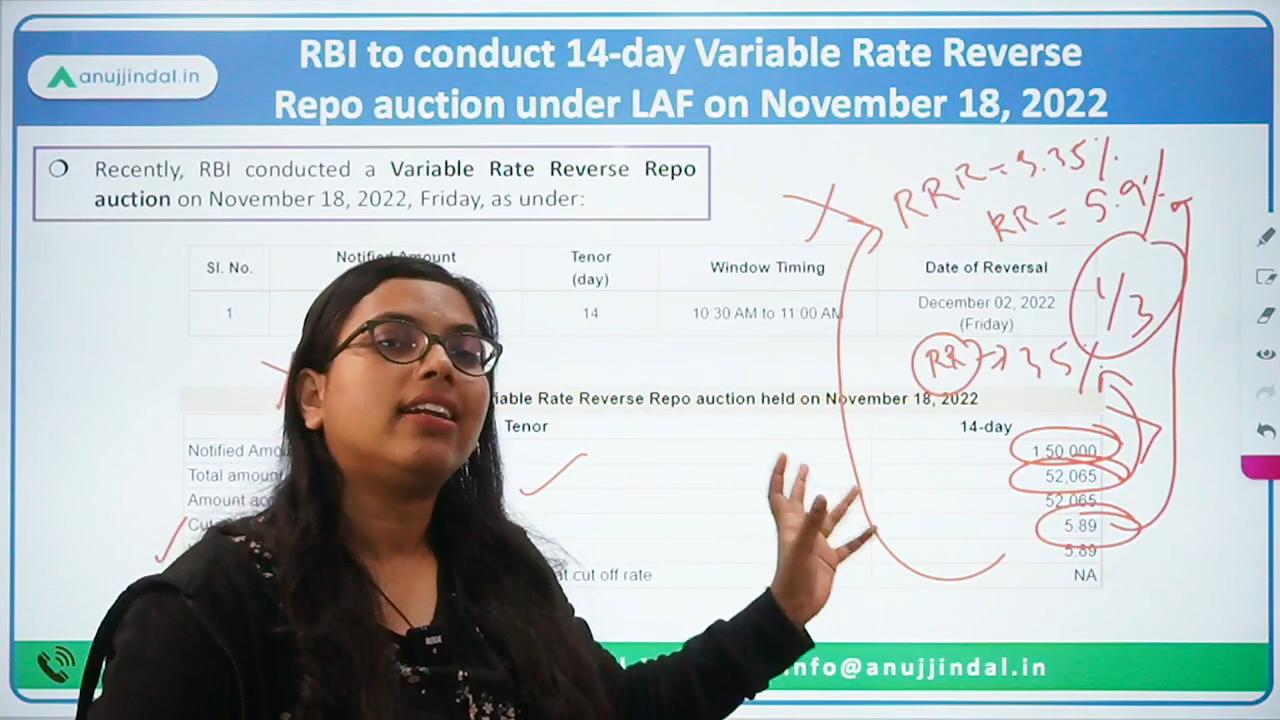 RBI to conduct 14-day Variable Rate Reverse
Repo auction under LAF on November 18, 2022
anujjindal.in
Recently, RBI conducted a Variable Rate Reverse Repo
auction on November 18, 2022, Friday, as under:
RRR = 3.35%
RR = 5.9%
Sl. No. Notified Amount Tenor (day) Window Timing Date of Reversal
1 14 10:30 AM to 11:00 AM December 02, 2022 (Friday)
1/3
RR → 35%
Variable Rate Reverse Repo auction held on November 18, 2022
Tenor 14-day
Notified 1,50,000
Total amount 52,065
Amount 52,065
5.89
5.89
at cut off rate NA
info@anujjindal.in
RODE